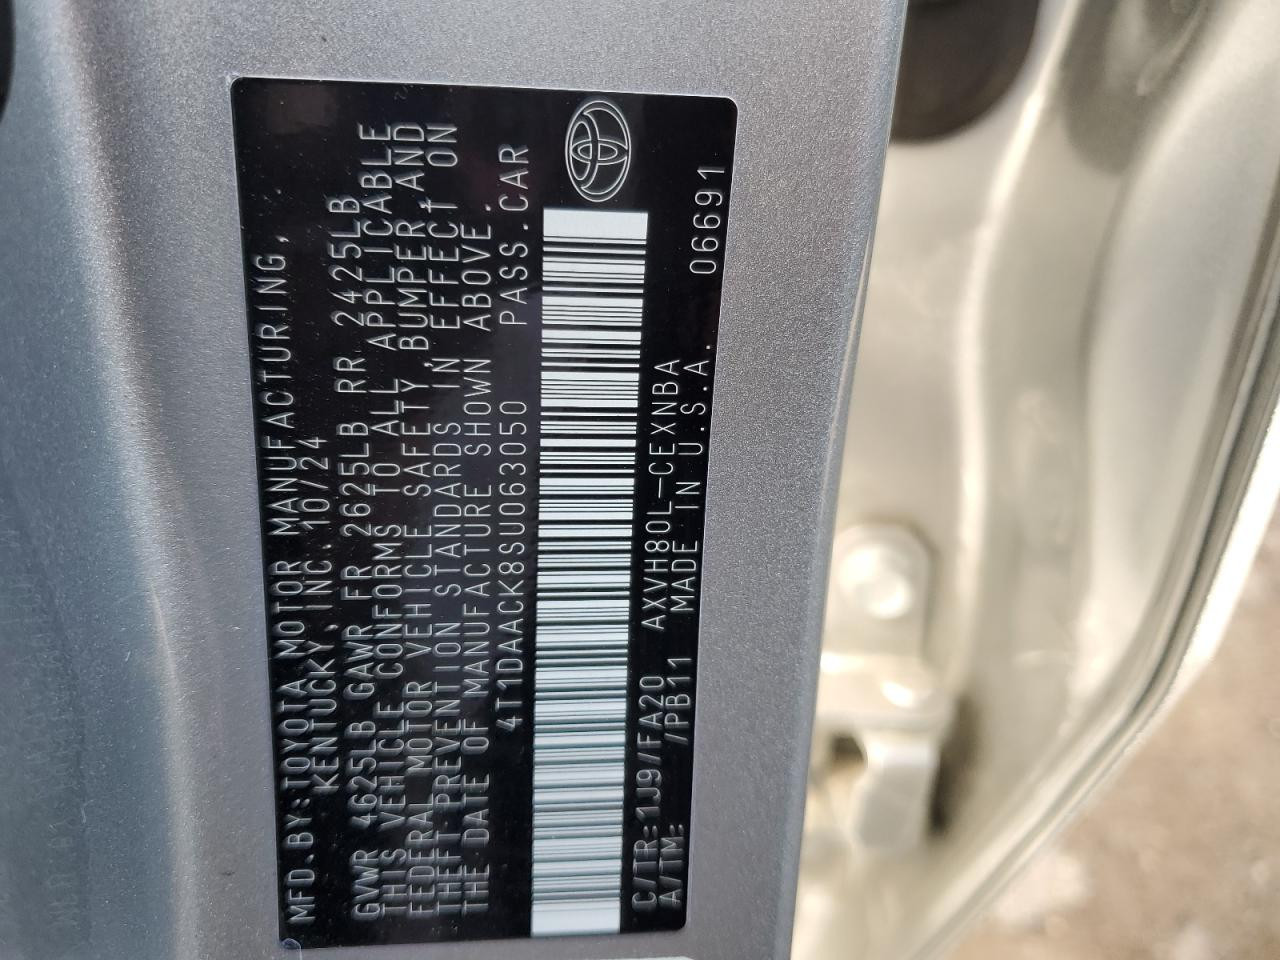 MFD.BY:TOYOTA MOTOR MANUFACTURING,
KENTUCKY,INC. 10/24
GVWR 4625LB GAWR FR 2625LB RR 2425LB
THIS VEHICLE CONFORMS TO ALL APPLICABLE
FEDERAL MOTOR VEHICLE SAFETY, BUMPER, AND
THEFT PREVENTION STANDARDS IN EFFECT ON
THE DATE OF MANUFACTURE SHOWN ABOVE.
4T1DAACK8SU063050 PASS.CAR
C/TR:1J9/FA20 AXVH80L-CEXNBA
A/TM: /PB11 MADE IN U.S.A. 06691